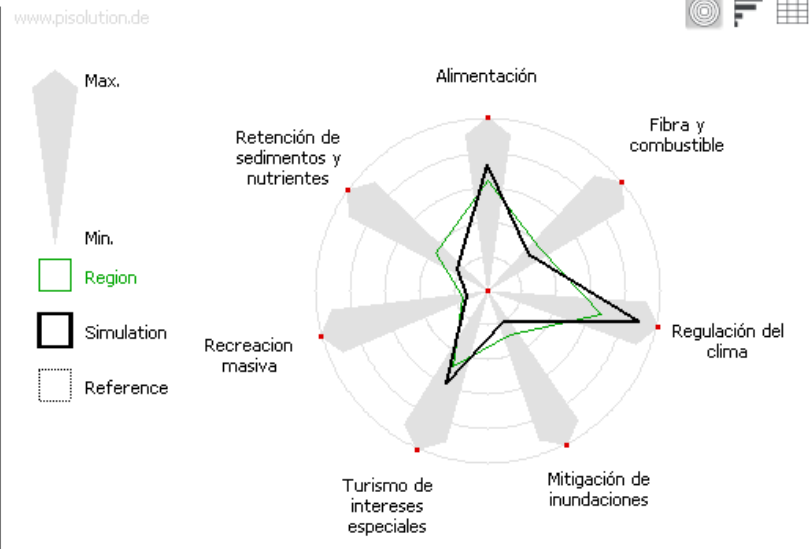 www.pisolution.de
Max.
Min.
Region
Simulation
Reference
Alimentación
Fibra y
combustible
Regulación del
clima
Mitigación de
inundaciones
Turismo de
intereses
especiales
Recreacion
masiva
Retención de
sedimentos y
nutrientes